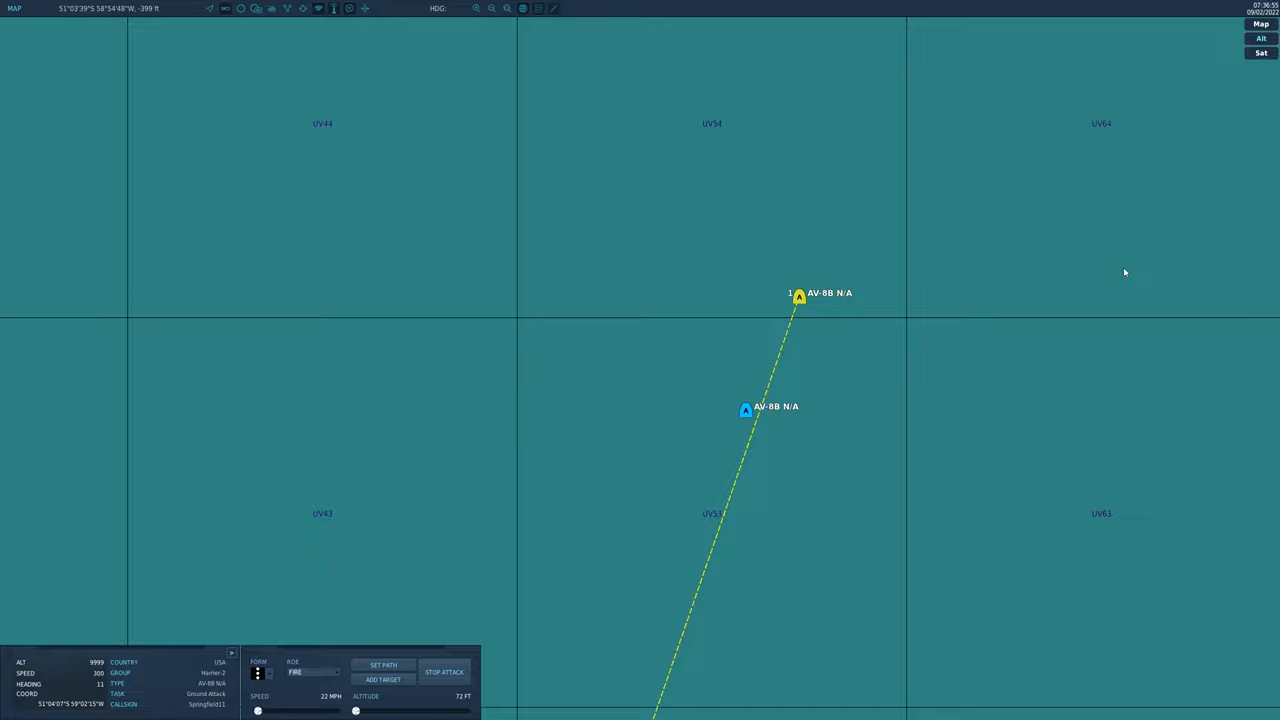 MAP 51°03'39"S 58°54'48"W, -399 ft HDG: 07:36:55
09/02/2022
Map
Alt
Sat
UV44 UV54 UV64
1 AV-8B N/A
AV-8B N/A
UV43 UV53 UV63
>
ALT 9999 COUNTRY USA
SPEED 300 GROUP Harrier-2
HEADING 11 TYPE AV-8B N/A
COORD TASK Ground Attack
51°04'07"S 59°02'15"W CALLSIGN Springfield11
FORM ROE
FIRE
SET PATH
ADD TARGET
STOP ATTACK
SPEED: 22 MPH ALTITUDE 72 FT